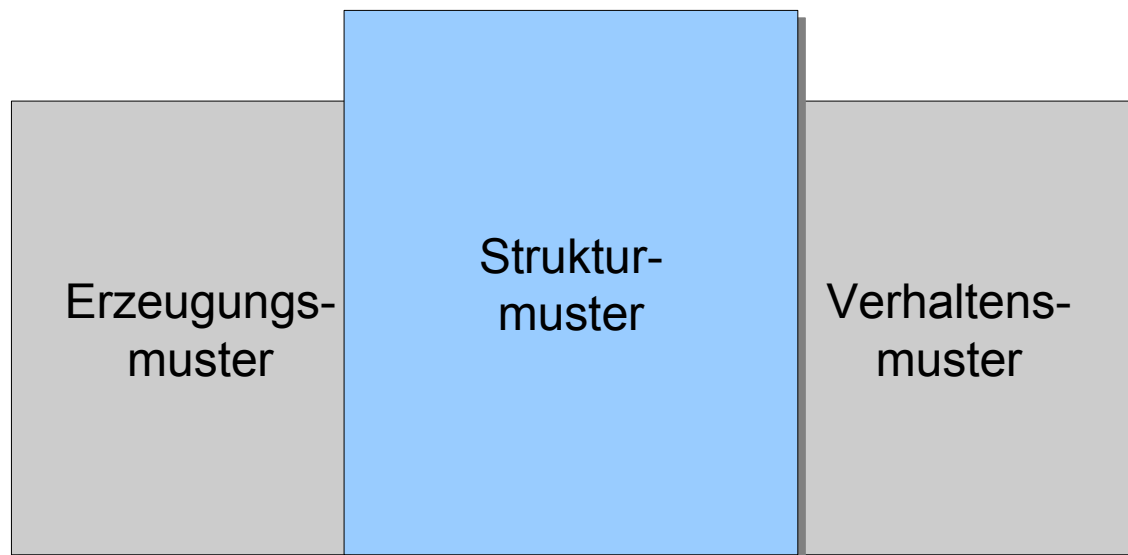 Erzeugungs-
muster
Struktur-
muster
Verhaltens-
muster